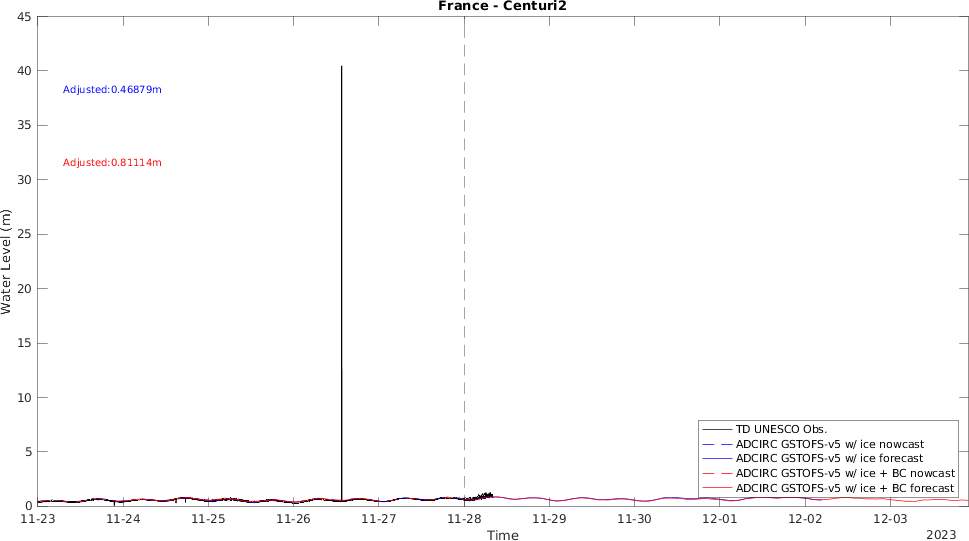 France - Centuri2
45
40
35
30
25
20
15
10
5
0
Water Level (m)
Adjusted:0.46879m
Adjusted:0.81114m
TD UNESCO Obs.
ADCIRC GSTOFS-v5 w/ ice nowcast
ADCIRC GSTOFS-v5 w/ ice forecast
ADCIRC GSTOFS-v5 w/ ice + BC nowcast
ADCIRC GSTOFS-v5 w/ ice + BC forecast
11-23 11-24 11-25 11-26 11-27 11-28 11-29 11-30 12-01 12-02 12-03
Time
2023